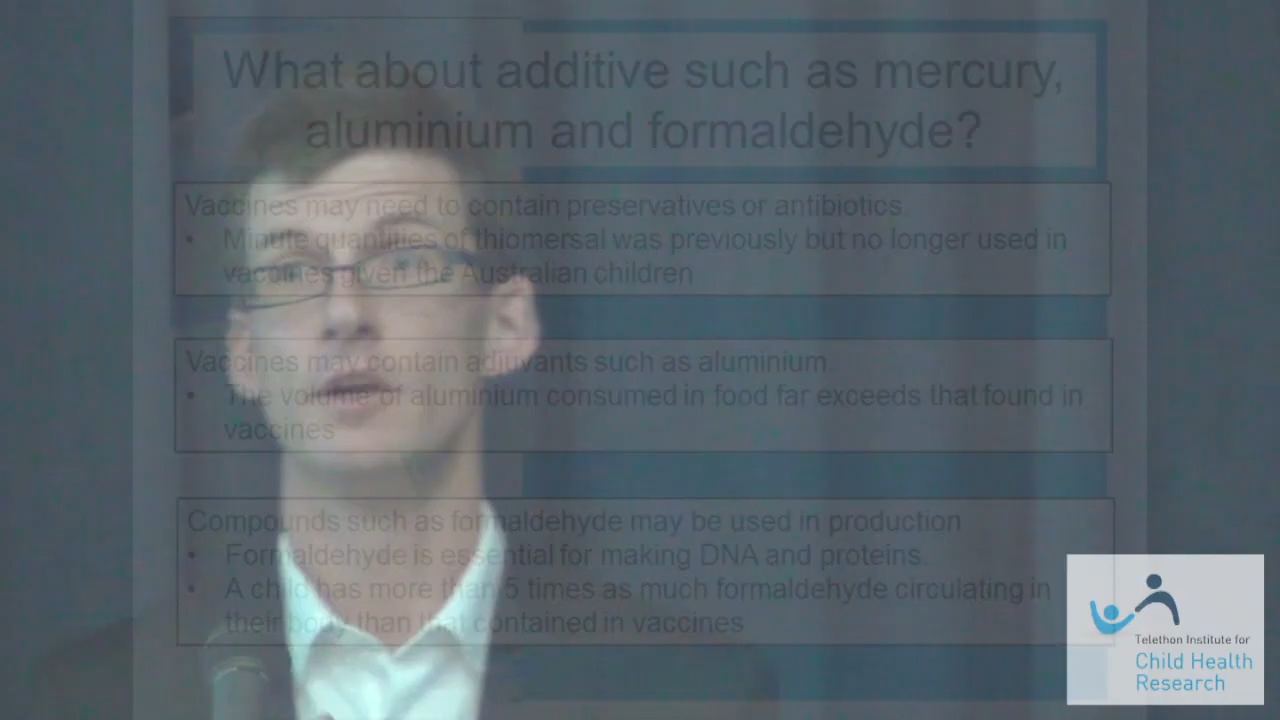 What about additive such as mercury,
aluminium and formaldehyde?
Vaccines may need to contain preservatives or antibiotics
• Minute quantities of thiomersal was previously but no longer used in
vaccines given the Australian children
Vaccines may contain adjuvants such as aluminium
• The volume of aluminium consumed in food far exceeds that found in
vaccines
Compounds such as formaldehyde may be used in production
• Formaldehyde is essential for making DNA and proteins.
• A child has more than 5 times as much formaldehyde circulating in
their body than that contained in vaccines
Telethon Institute for
Child Health
Research